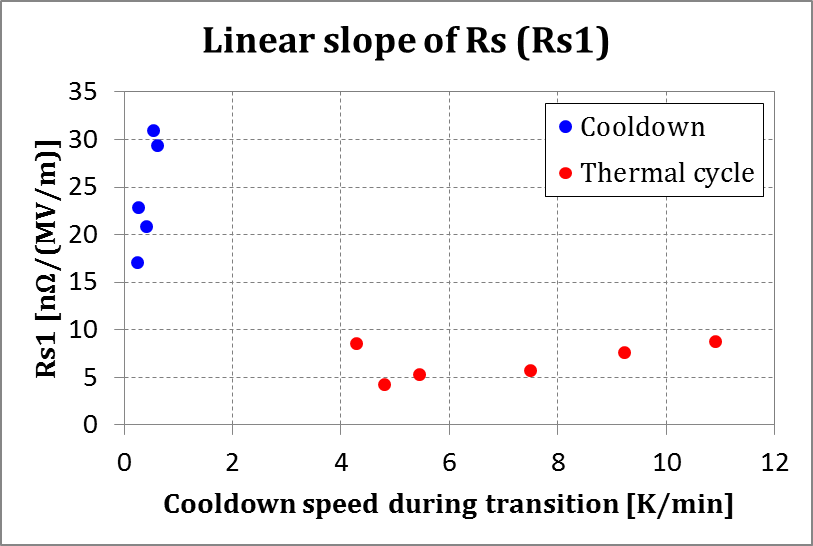 Linear slope of Rs (Rs1)
35
30
25
20
15
10
5
0
Rs1 [nΩ/(MV/m)]
Cooldown
Thermal cycle
0 2 4 6 8 10 12
Cooldown speed during transition [K/min]